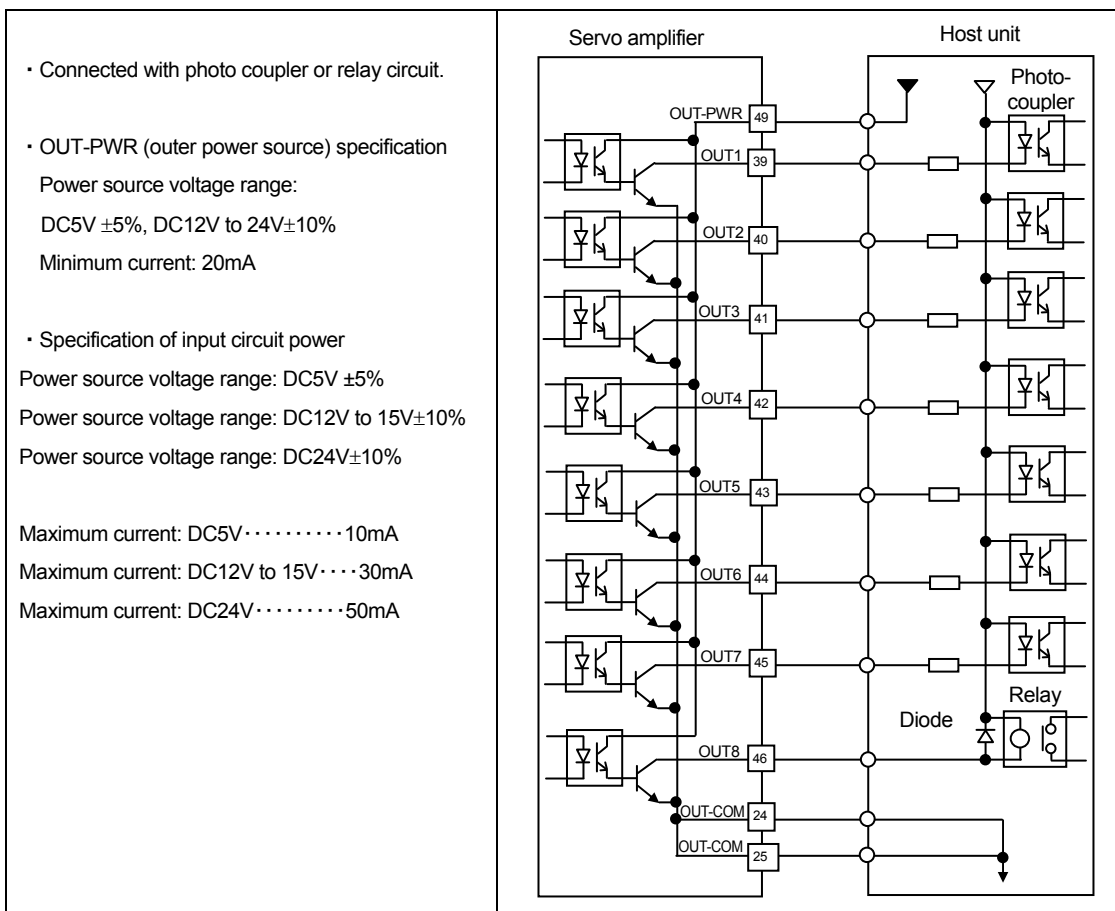 ・Connected with photo coupler or relay circuit.
・OUT-PWR (outer power source) specification
Power source voltage range:
DC5V ±5%, DC12V to 24V±10%
Minimum current: 20mA
・Specification of input circuit power
Power source voltage range: DC5V ±5%
Power source voltage range: DC12V to 15V±10%
Power source voltage range: DC24V±10%
Maximum current: DC5V･･････････10mA
Maximum current: DC12V to 15V････30mA
Maximum current: DC24V･････････50mA
Servo amplifier
Host unit
Photo-
coupler
OUT-PWR 49
OUT1 39
OUT2 40
OUT3 41
OUT4 42
OUT5 43
OUT6 44
OUT7 45
Relay
Diode
OUT8 46
OUT-COM 24
OUT-COM 25